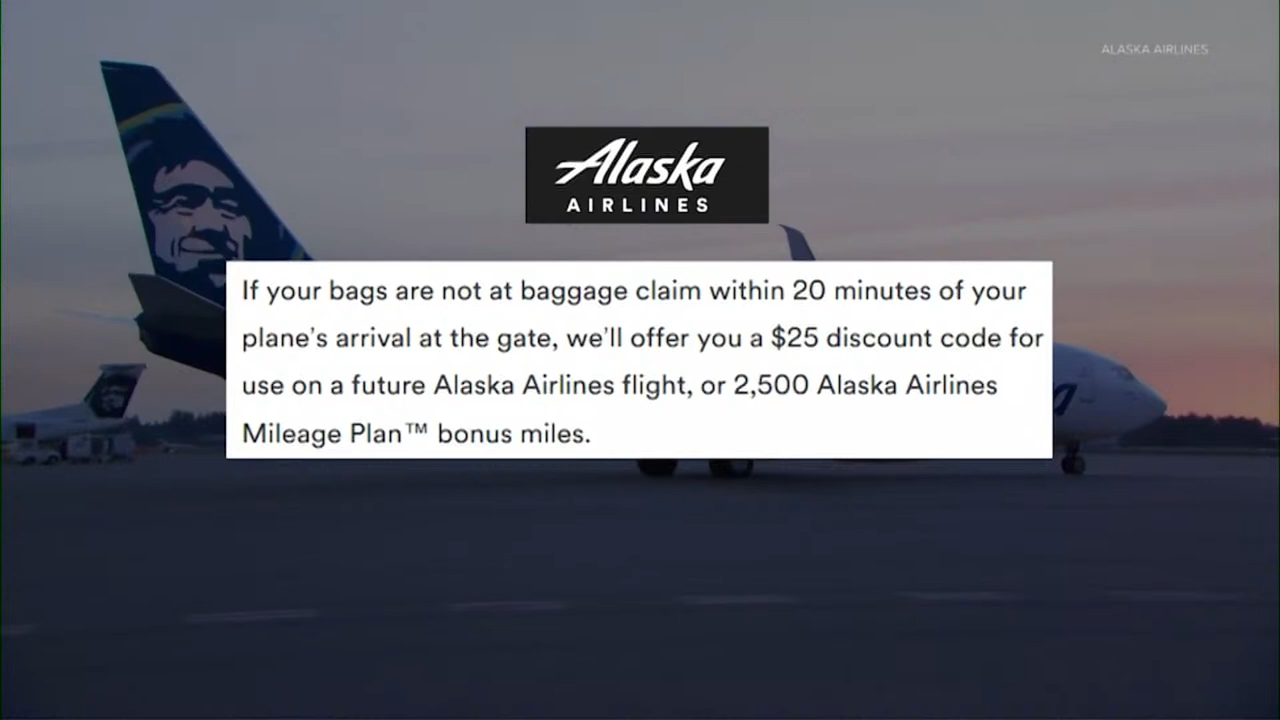 ALASKA AIRLINES
Alaska
AIRLINES
If your bags are not at baggage claim within 20 minutes of your
plane's arrival at the gate, we'll offer you a $25 discount code for
use on a future Alaska Airlines flight, or 2,500 Alaska Airlines
Mileage Plan™ bonus miles.